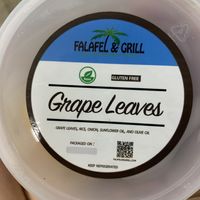 FALAFEL & GRILL
GLUTEN FREE
Grape Leaves
GRAPE LEAVES, RICE, ONION, SUNFLOWER OIL, AND OLIVE OIL
PACKAGED ON :
KEEP REFRIGERATED